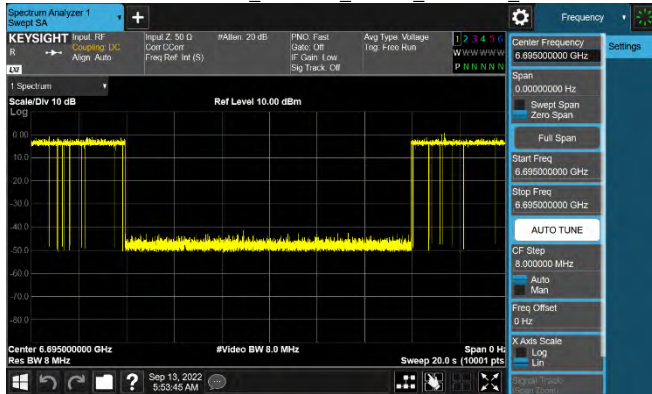 Spectrum Analyzer 1
Swept SA
+
Frequency
KEYSIGHT
R
LXI
Input: RF
Coupling: DC
Align: Auto
Input Z: 50 Ω
Corr CCorr
Freq Ref: Int (S)
#Atten: 20 dB
PNO: Fast
Gate: Off
IF Gain: Low
Sig Track: Off
Avg Type: Voltage
Trig: Free Run
1 2 3 4 5 6
W W W W W W
P N N N N N
1 Spectrum
Scale/Div 10 dB
Ref Level 10.00 dBm
Log
0.00
-10.0
-20.0
-30.0
-40.0
-50.0
-60.0
-70.0
-80.0
Center 6.695000000 GHz
Res BW 8 MHz
#Video BW 8.0 MHz
Span 0 Hz
Sweep 20.0 s (10001 pts
Center Frequency
6.695000000 GHz
Settings
Span
0.00000000 Hz
Swept Span
Zero Span
Full Span
Start Freq
6.695000000 GHz
Stop Freq
6.695000000 GHz
AUTO TUNE
CF Step
8.000000 MHz
Auto
Man
Freq Offset
0 Hz
X Axis Scale
Log
Lin
Signal Track
(Span Zoom)
?
Sep 13, 2022
5:53:45 AM